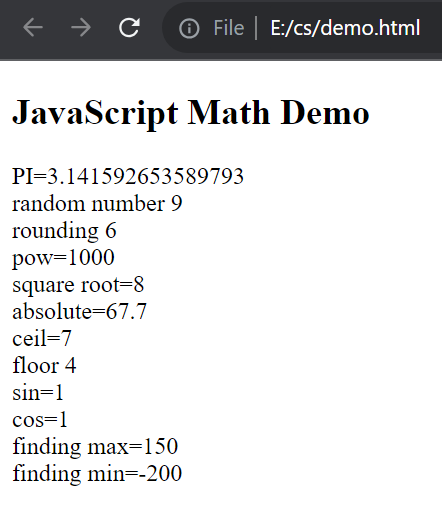 File E:/cs/demo.html
JavaScript Math Demo
PI=3.141592653589793
random number 9
rounding 6
pow=1000
square root=8
absolute=67.7
ceil=7
floor 4
sin=1
cos=1
finding max=150
finding min=-200